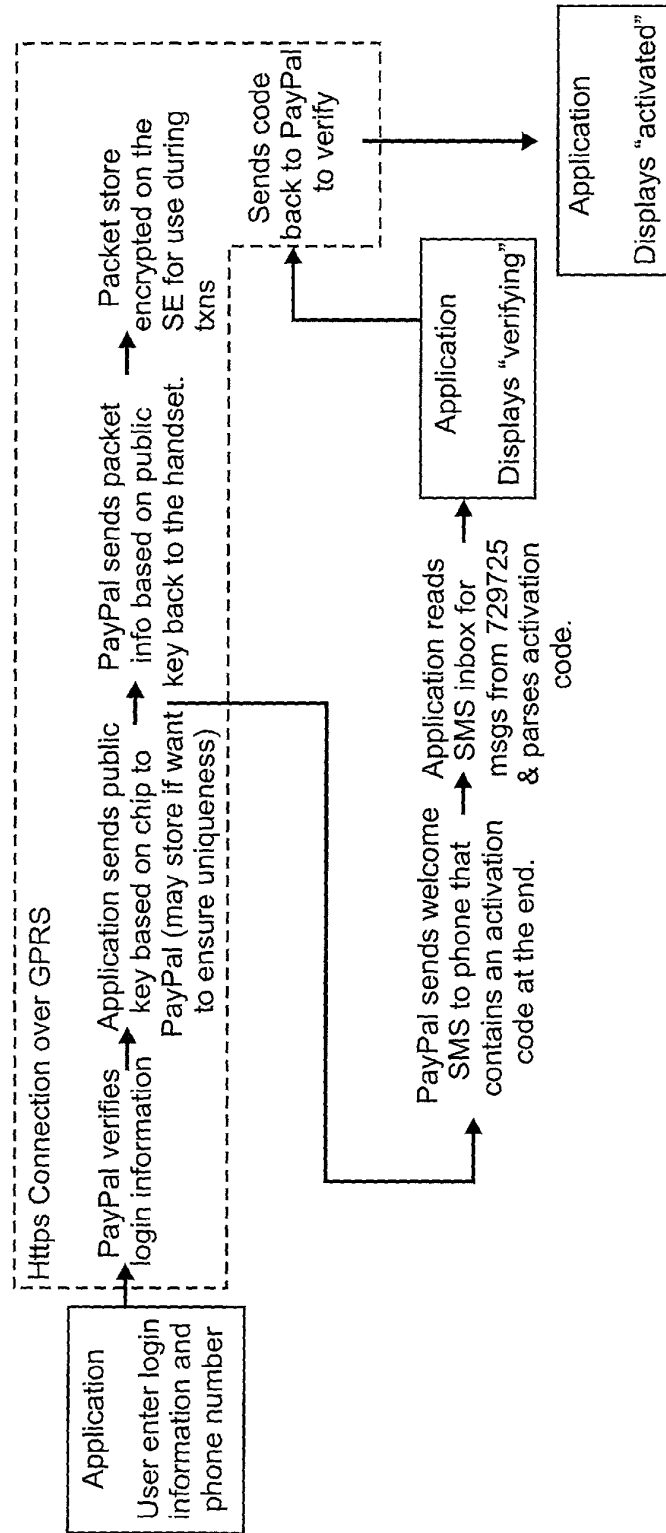 Https Connection over GPRS
Application
User enter login
information and
phone number
PayPal verifies
login information
Application sends public
key based on chip to
PayPal (may store if want
to ensure uniqueness)
PayPal sends packet
info based on public
key back to the handset.
Packet store
encrypted on the
SE for use during
txns
PayPal sends welcome
SMS to phone that
contains an activation
code at the end.
Application reads
SMS inbox for
msgs from 729725
& parses activation
code.
Application
Displays “verifying”
Sends code
back to PayPal
to verify
Application
Displays “activated”